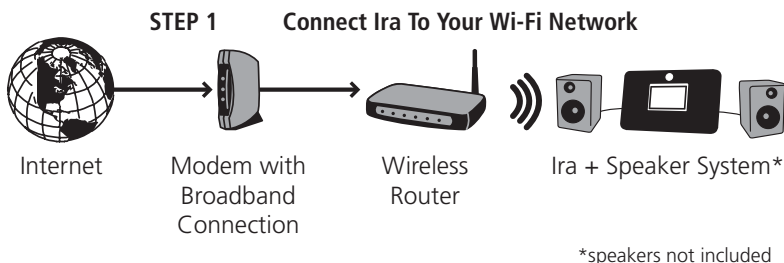 STEP 1 Connect Ira To Your Wi-Fi Network
Internet
Modem with
Broadband
Connection
Wireless
Router
Ira + Speaker System*
*speakers not included